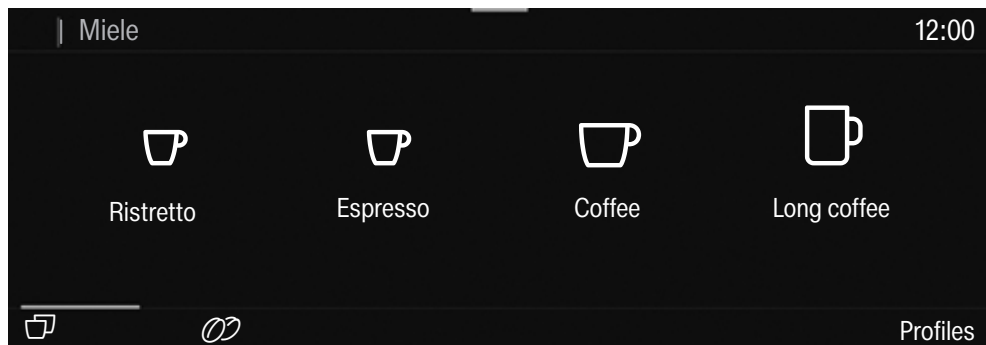 Miele
12:00
Ristretto
Espresso
Coffee
Long coffee
Profiles